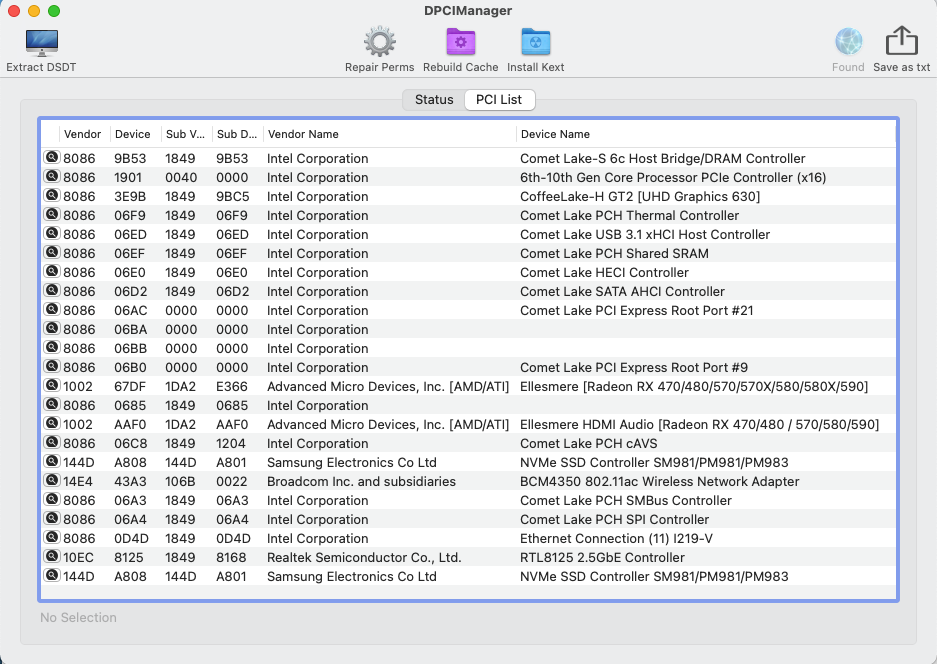 DPCIManager
Extract DSDT
Repair Perms
Rebuild Cache
Install Kext
Found
Save as txt
Status
PCI List
Vendor Device Sub V... Sub D... Vendor Name Device Name
8086 9B53 1849 9B53 Intel Corporation Comet Lake-S 6c Host Bridge/DRAM Controller
8086 1901 0040 0000 Intel Corporation 6th-10th Gen Core Processor PCIe Controller (x16)
8086 3E9B 1849 9BC5 Intel Corporation CoffeeLake-H GT2 [UHD Graphics 630]
8086 06F9 1849 06F9 Intel Corporation Comet Lake PCH Thermal Controller
8086 06ED 1849 06ED Intel Corporation Comet Lake USB 3.1 xHCI Host Controller
8086 06EF 1849 06EF Intel Corporation Comet Lake PCH Shared SRAM
8086 06E0 1849 06E0 Intel Corporation Comet Lake HECI Controller
8086 06D2 1849 06D2 Intel Corporation Comet Lake SATA AHCI Controller
8086 06AC 0000 0000 Intel Corporation Comet Lake PCI Express Root Port #21
8086 06BA 0000 0000 Intel Corporation
8086 06BB 0000 0000 Intel Corporation
8086 06B0 0000 0000 Intel Corporation Comet Lake PCI Express Root Port #9
1002 67DF 1DA2 E366 Advanced Micro Devices, Inc. [AMD/ATI] Ellesmere [Radeon RX 470/480/570/570X/580/580X/590]
8086 0685 1849 0685 Intel Corporation
1002 AAF0 1DA2 AAF0 Advanced Micro Devices, Inc. [AMD/ATI] Ellesmere HDMI Audio [Radeon RX 470/480 / 570/580/590]
8086 06C8 1849 1204 Intel Corporation Comet Lake PCH cAVS
144D A808 144D A801 Samsung Electronics Co Ltd NVMe SSD Controller SM981/PM981/PM983
14E4 43A3 106B 0022 Broadcom Inc. and subsidiaries BCM4350 802.11ac Wireless Network Adapter
8086 06A3 1849 06A3 Intel Corporation Comet Lake PCH SMBus Controller
8086 06A4 1849 06A4 Intel Corporation Comet Lake PCH SPI Controller
8086 0D4D 1849 0D4D Intel Corporation Ethernet Connection (11) I219-V
10EC 8125 1849 8168 Realtek Semiconductor Co., Ltd. RTL8125 2.5GbE Controller
144D A808 144D A801 Samsung Electronics Co Ltd NVMe SSD Controller SM981/PM981/PM983
No Selection